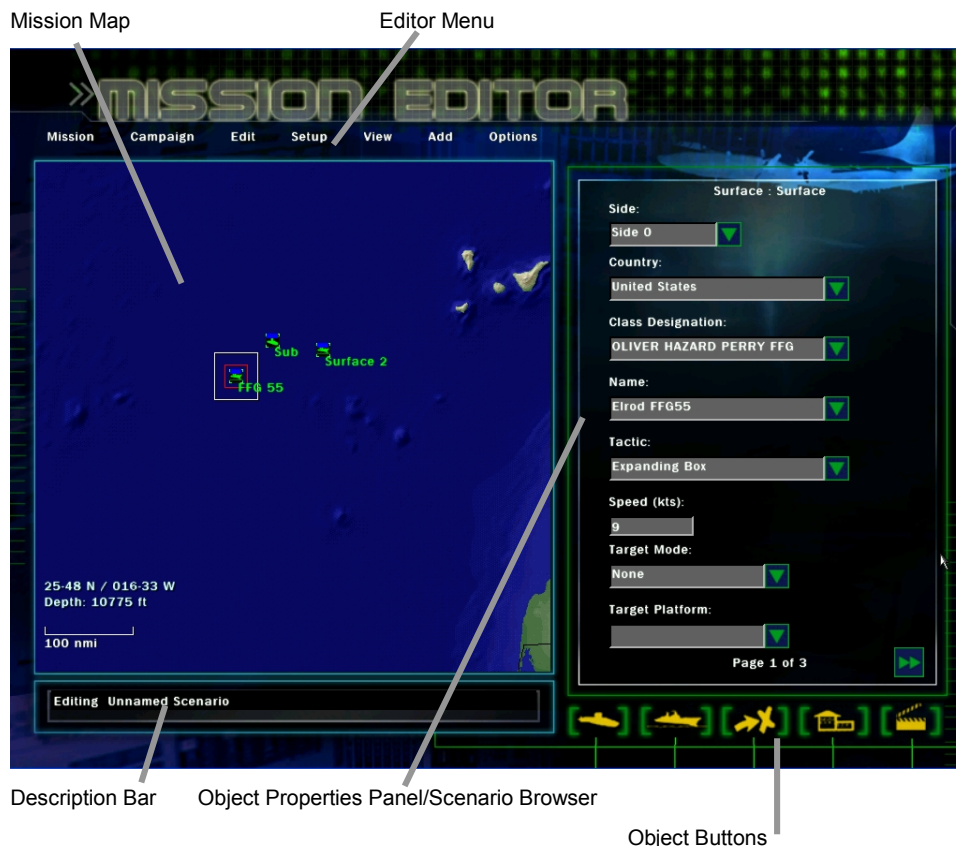 Mission Map
Editor Menu
MISSION EDITOR
Mission Campaign Edit Setup View Add Options
Surface : Surface
Side:
Side 0
Country:
United States
Class Designation:
OLIVER HAZARD PERRY FFG
Name:
Elrod FFG55
Tactic:
Expanding Box
Speed (kts):
9
Target Mode:
None
Target Platform:
Page 1 of 3
Sub
Surface 2
FFG 55
25-48 N / 016-33 W
Depth: 10775 ft
100 nmi
Editing Unnamed Scenario
Description Bar
Object Properties Panel/Scenario Browser
Object Buttons